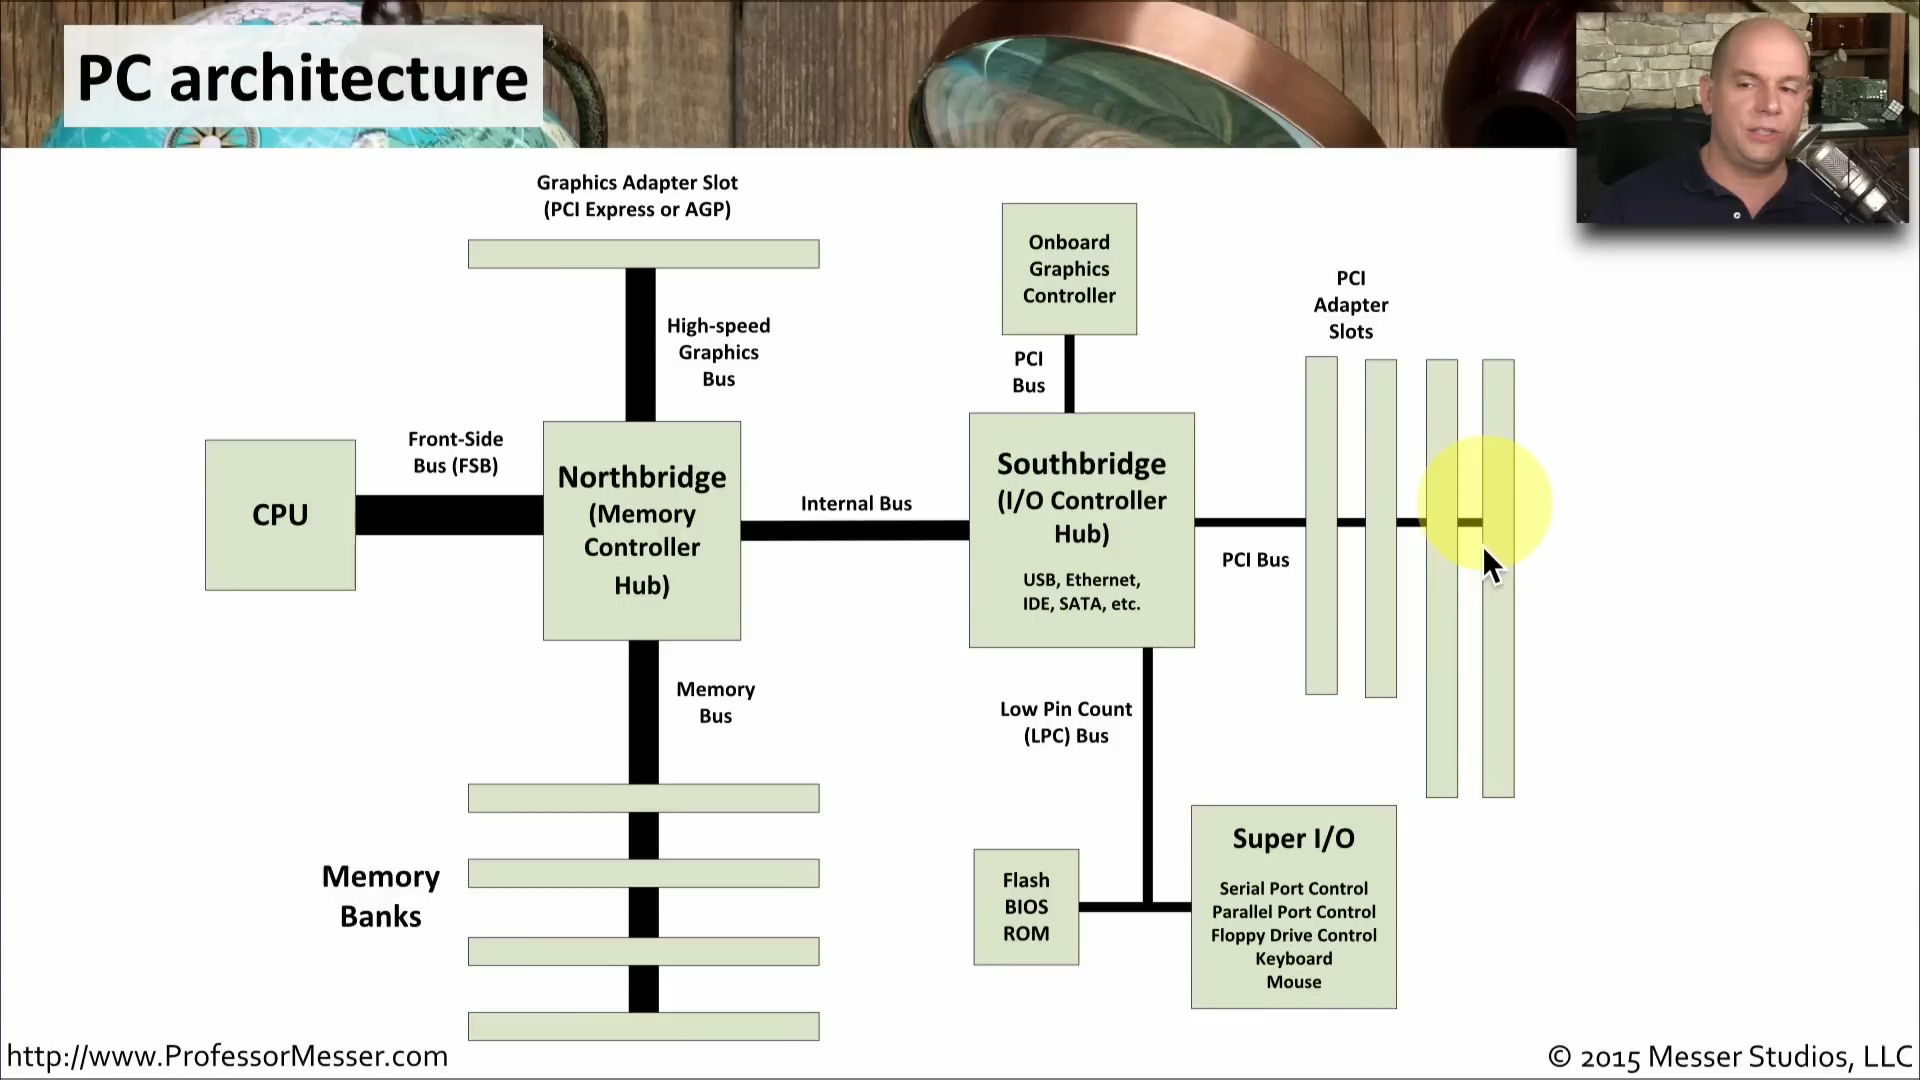 PC architecture
Graphics Adapter Slot
(PCI Express or AGP)
High-speed
Graphics
Bus
Front-Side
Bus (FSB)
CPU
Northbridge
(Memory
Controller
Hub)
Internal Bus
Memory
Bus
Memory
Banks
Onboard
Graphics
Controller
PCI
Bus
Southbridge
(I/O Controller
Hub)
USB, Ethernet,
IDE, SATA, etc.
PCI
Adapter
Slots
PCI Bus
Low Pin Count
(LPC) Bus
Flash
BIOS
ROM
Super I/O
Serial Port Control
Parallel Port Control
Floppy Drive Control
Keyboard
Mouse
http://www.ProfessorMesser.com
© 2015 Messer Studios, LLC